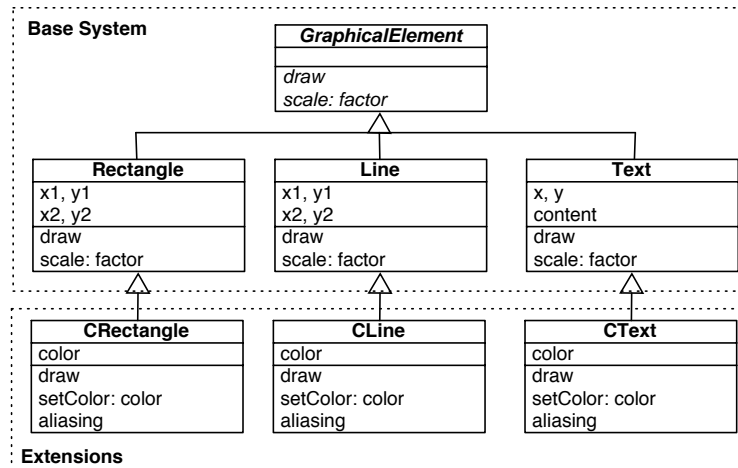 Base System
GraphicalElement
draw
scale: factor
Rectangle
x1, y1
x2, y2
draw
scale: factor
Line
x1, y1
x2, y2
draw
scale: factor
Text
x, y
content
draw
scale: factor
CRectangle
color
draw
setColor: color
aliasing
CLine
color
draw
setColor: color
aliasing
CText
color
draw
setColor: color
aliasing
Extensions